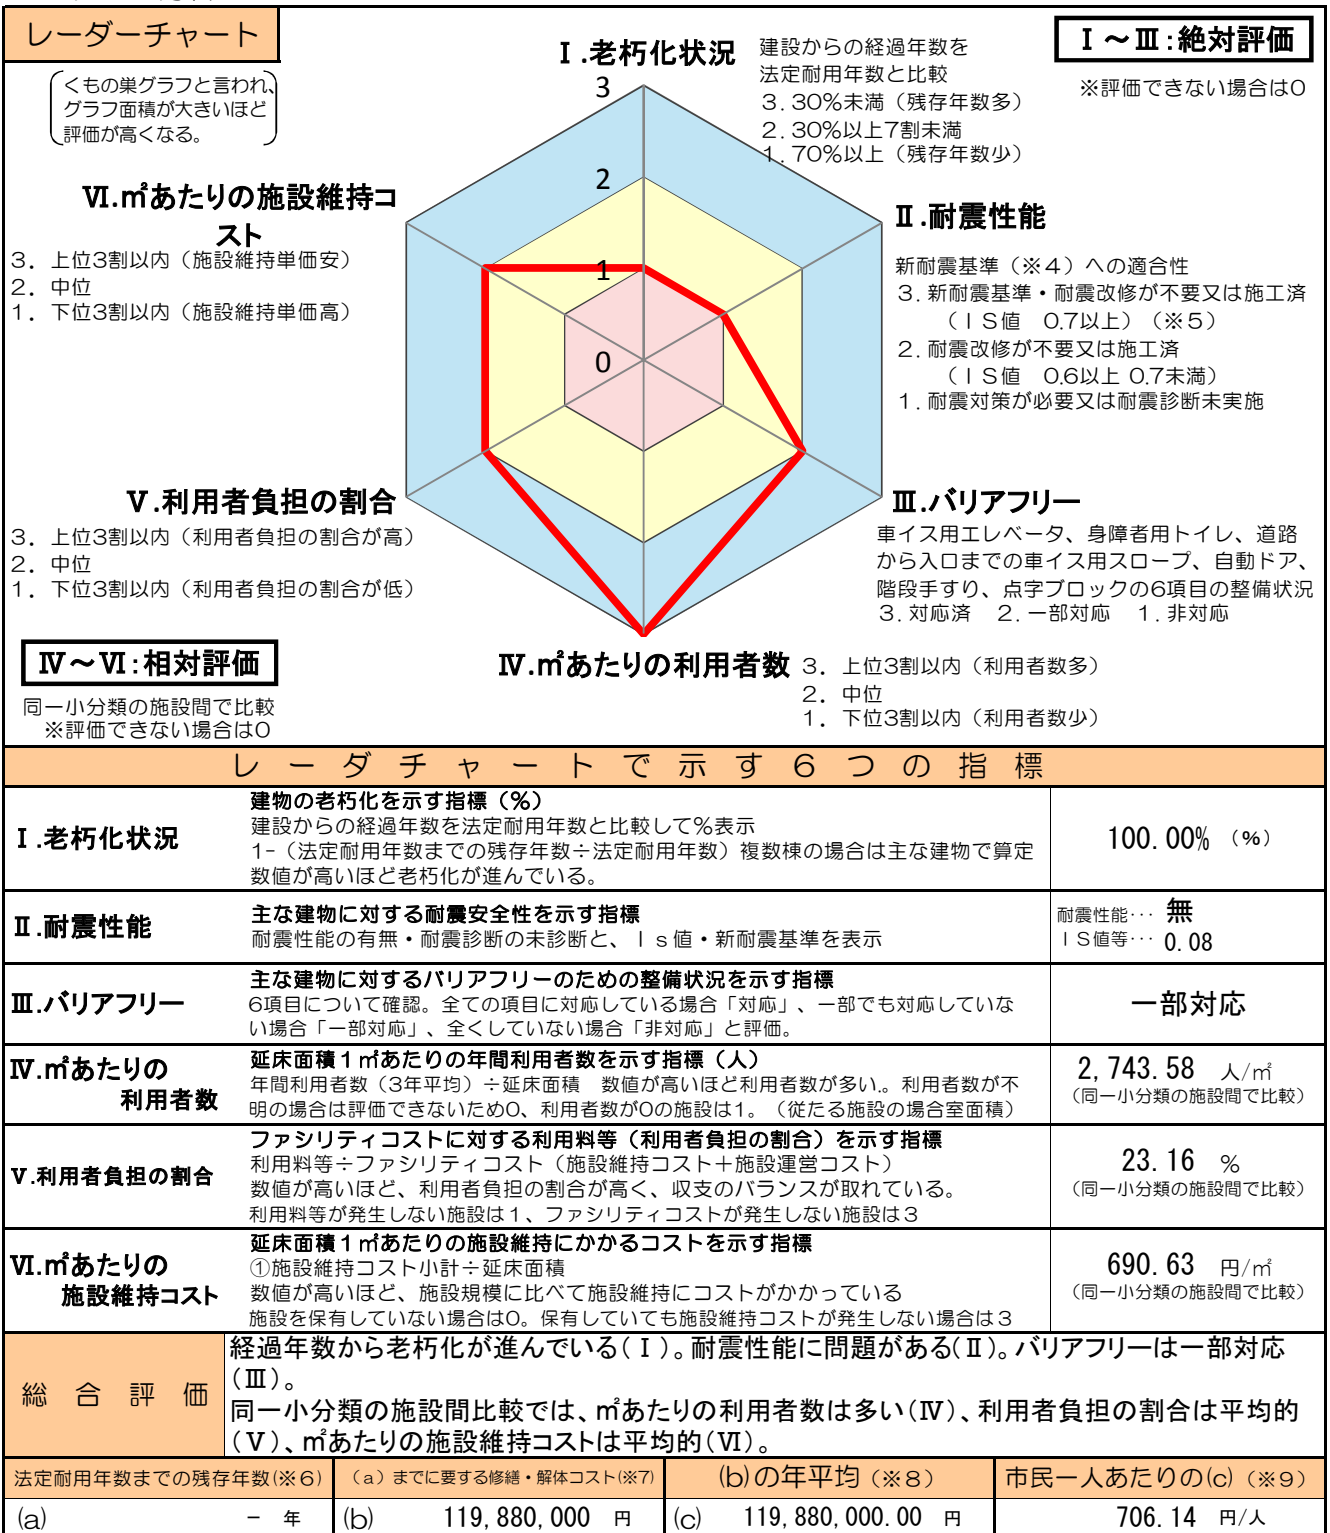 レーダーチャート
くもの巣グラフと言われ、
グラフ面積が大きいほど
評価が高くなる。
Ⅰ～Ⅲ:絶対評価
※評価できない場合は0
Ⅰ.老朽化状況
建設からの経過年数を
法定耐用年数と比較
3．30％未満（残存年数多）
2．30％以上7割未満
1．70％以上（残存年数少）
3
2
1
0
Ⅱ.耐震性能
新耐震基準（※4）への適合性
3．新耐震基準・耐震改修が不要又は施工済
（ＩＳ値　0.7以上）（※5）
2．耐震改修が不要又は施工済
（ＩＳ値　0.6以上 0.7未満）
1．耐震対策が必要又は耐震診断未実施
Ⅲ.バリアフリー
車イス用エレベータ、身障者用トイレ、道路
から入口までの車イス用スロープ、自動ドア、
階段手すり、点字ブロックの6項目の整備状況
3．対応済　2．一部対応　1．非対応
Ⅳ.㎡あたりの利用者数
3．上位3割以内（利用者数多）
2．中位
1．下位3割以内（利用者数少）
Ⅵ.㎡あたりの施設維持コ
スト
3．上位3割以内（施設維持単価安）
2．中位
1．下位3割以内（施設維持単価高）
Ⅴ.利用者負担の割合
3．上位3割以内（利用者負担の割合が高）
2．中位
1．下位3割以内（利用者負担の割合が低）
Ⅳ～Ⅵ:相対評価
同一小分類の施設間で比較
※評価できない場合は0
レーダチャートで示す6つの指標
Ⅰ.老朽化状況
建物の老朽化を示す指標（％）
建設からの経過年数を法定耐用年数と比較して％表示
1-（法定耐用年数までの残存年数÷法定耐用年数）複数棟の場合は主な建物で算定
数値が高いほど老朽化が進んでいる。
100.00% （%）
Ⅱ.耐震性能
主な建物に対する耐震安全性を示す指標
耐震性能の有無・耐震診断の未診断と、Ｉｓ値・新耐震基準を表示
耐震性能… 無
ＩＳ値等… 0.08
Ⅲ.バリアフリー
主な建物に対するバリアフリーのための整備状況を示す指標
6項目について確認。全ての項目に対応している場合「対応」、一部でも対応していな
い場合「一部対応」、全くしていない場合「非対応」と評価。
一部対応
Ⅳ.㎡あたりの
利用者数
延床面積１㎡あたりの年間利用者数を示す指標（人）
年間利用者数（3年平均）÷延床面積　数値が高いほど利用者数が多い。利用者数が不
明の場合は評価できないため0、利用者数が0の施設は1。（従たる施設の場合室面積）
2,743.58 人/㎡
（同一小分類の施設間で比較）
Ⅴ.利用者負担の割合
ファシリティコストに対する利用料等（利用者負担の割合）を示す指標
利用料等÷ファシリティコスト（施設維持コスト＋施設運営コスト）
数値が高いほど、利用者負担の割合が高く、収支のバランスが取れている。
利用料等が発生しない施設は１、ファシリティコストが発生しない施設は３
23.16 %
（同一小分類の施設間で比較）
Ⅵ.㎡あたりの
施設維持コスト
延床面積１㎡あたりの施設維持にかかるコストを示す指標
①施設維持コスト小計÷延床面積
数値が高いほど、施設規模に比べて施設維持にコストがかかっている
施設を保有していない場合は0。保有していても施設維持コストが発生しない場合は３
690.63 円/㎡
（同一小分類の施設間で比較）
総合評価
経過年数から老朽化が進んでいる(Ⅰ)。耐震性能に問題がある(Ⅱ)。バリアフリーは一部対応
(Ⅲ)。
同一小分類の施設間比較では、㎡あたりの利用者数は多い(Ⅳ)、利用者負担の割合は平均的
(Ⅴ)、㎡あたりの施設維持コストは平均的(Ⅵ)。
法定耐用年数までの残存年数(※6)
（a）までに要する修繕・解体コスト(※7)
(b)の年平均（※8）
市民一人あたりの(c)（※9）
(a) - 年
(b) 119,880,000 円
(c) 119,880,000.00 円
706.14 円/人